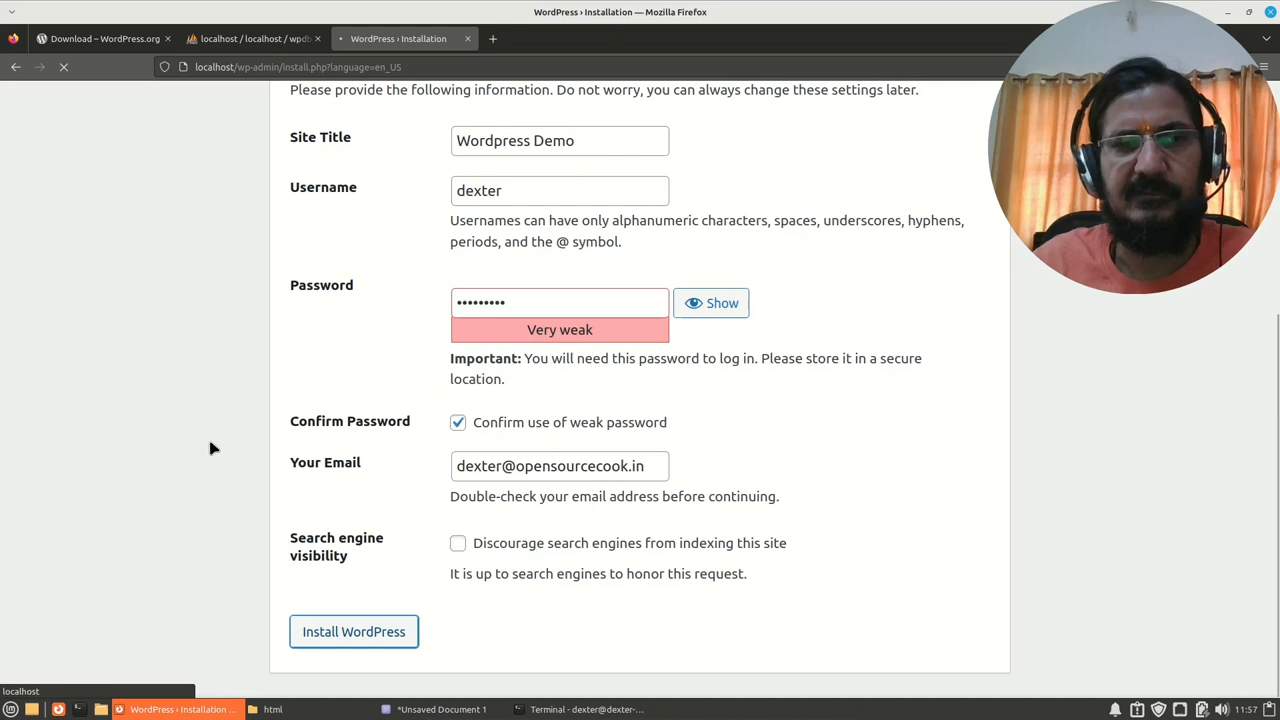 WordPress › Installation — Mozilla Firefox
Download – WordPress.org
localhost / localhost / wpdb
WordPress › Installation
localhost/wp-admin/install.php?language=en_US
Please provide the following information. Do not worry, you can always change these settings later.
Site Title
Wordpress Demo
Username
dexter
Usernames can have only alphanumeric characters, spaces, underscores, hyphens,
periods, and the @ symbol.
Password
•••••••••
Show
Very weak
Important: You will need this password to log in. Please store it in a secure
location.
Confirm Password
Confirm use of weak password
Your Email
dexter@opensourcecook.in
Double-check your email address before continuing.
Search engine
visibility
Discourage search engines from indexing this site
It is up to search engines to honor this request.
Install WordPress
localhost
WordPress › Installation ...
html
*Unsaved Document 1
Terminal - dexter@dexter-...
11:57